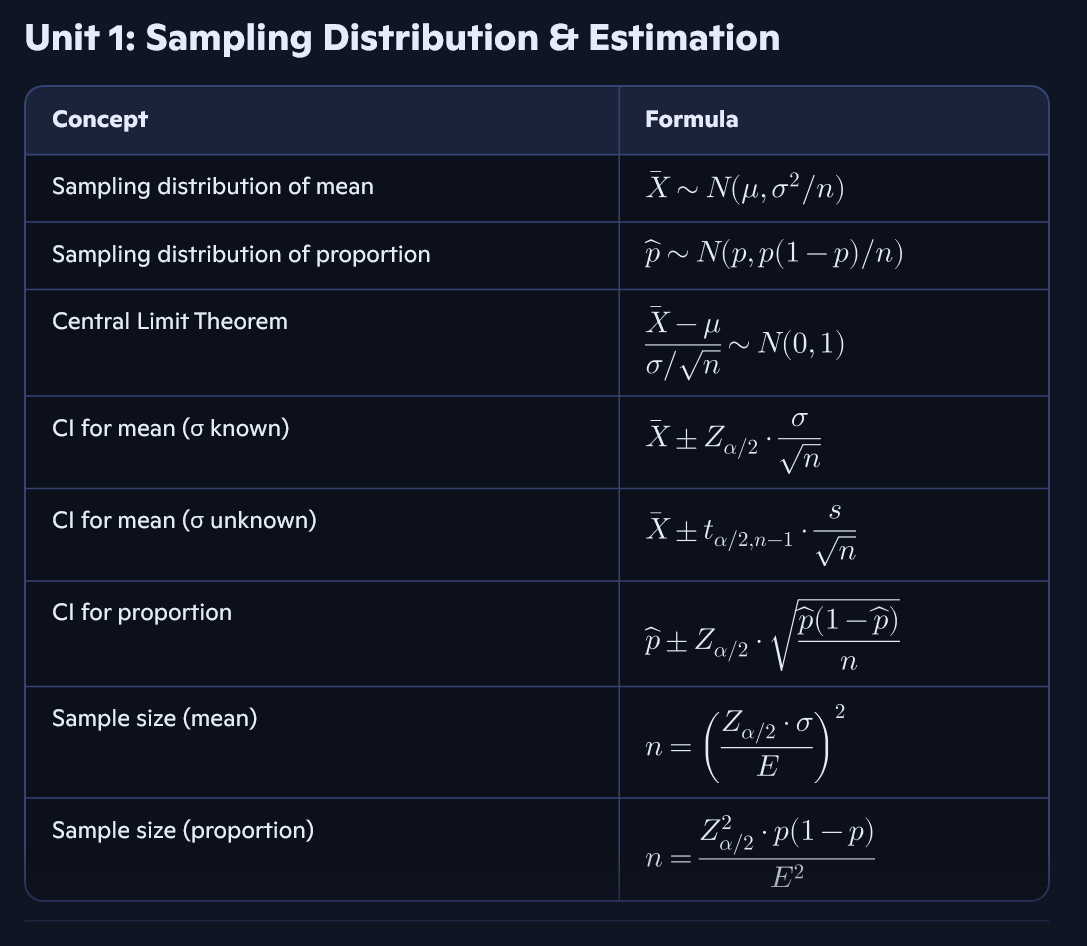 Unit 1: Sampling Distribution & Estimation
Concept Formula
Sampling distribution of mean X̄ ~ N(μ, σ²/n)
Sampling distribution of proportion p̂ ~ N(p, p(1 − p)/n)
Central Limit Theorem (X̄ − μ)/(σ/√n) ~ N(0, 1)
CI for mean (σ known) X̄ ± Z_{α/2} · σ/√n
CI for mean (σ unknown) X̄ ± t_{α/2,n−1} · s/√n
CI for proportion p̂ ± Z_{α/2} · √(p̂(1 − p̂)/n)
Sample size (mean) n = (Z_{α/2} · σ / E)²
Sample size (proportion) n = Z²_{α/2} · p(1 − p) / E²